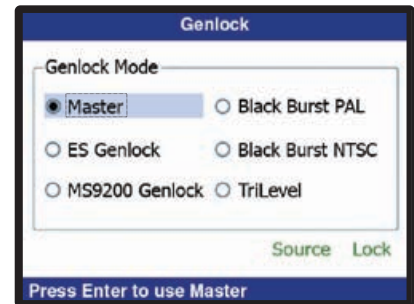 Genlock
Genlock Mode
Master Black Burst PAL
ES Genlock Black Burst NTSC
MS9200 Genlock TriLevel
Source Lock
Press Enter to use Master